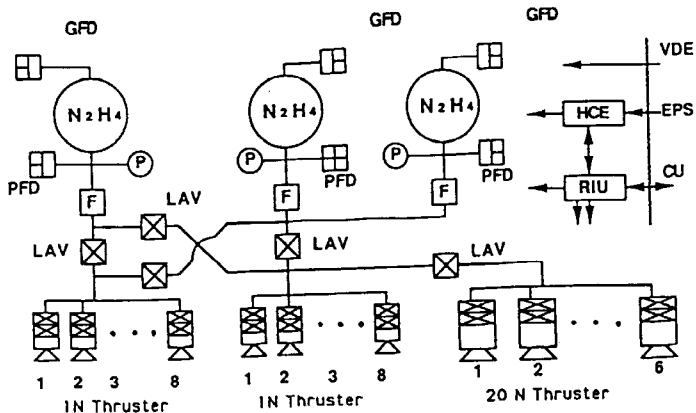 GFD
GFD
GFD
VDE
N2H4
N2H4
N2H4
HCE
EPS
P
P
P
PFD
PFD
PFD
RIU
CU
F
F
F
LAV
LAV
LAV
LAV
1 2 3 8
1 2 3 8
1 2 6
1N Thruster
1N Thruster
20 N Thruster